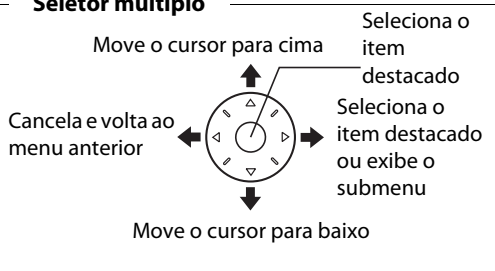 Seletor múltiplo
Seleciona o
item
destacado
Move o cursor para cima
Cancela e volta ao
menu anterior
Seleciona o
item destacado
ou exibe o
submenu
Move o cursor para baixo